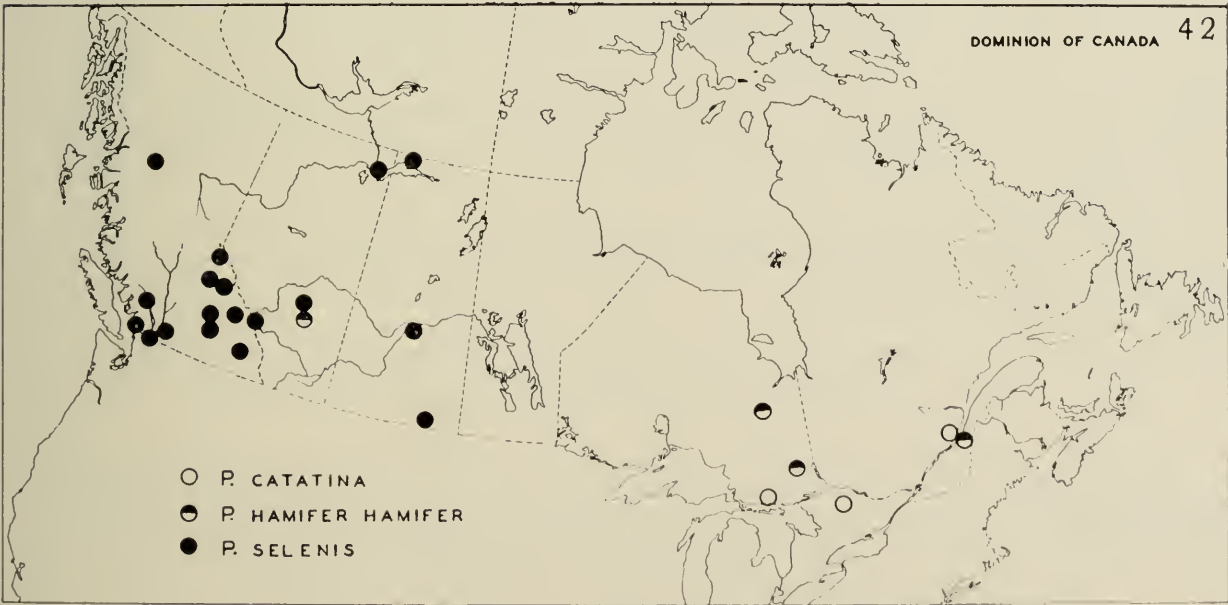 DOMINION OF CANADA 42
P. CATATINA
P. HAMIFER HAMIFER
P. SELENIS